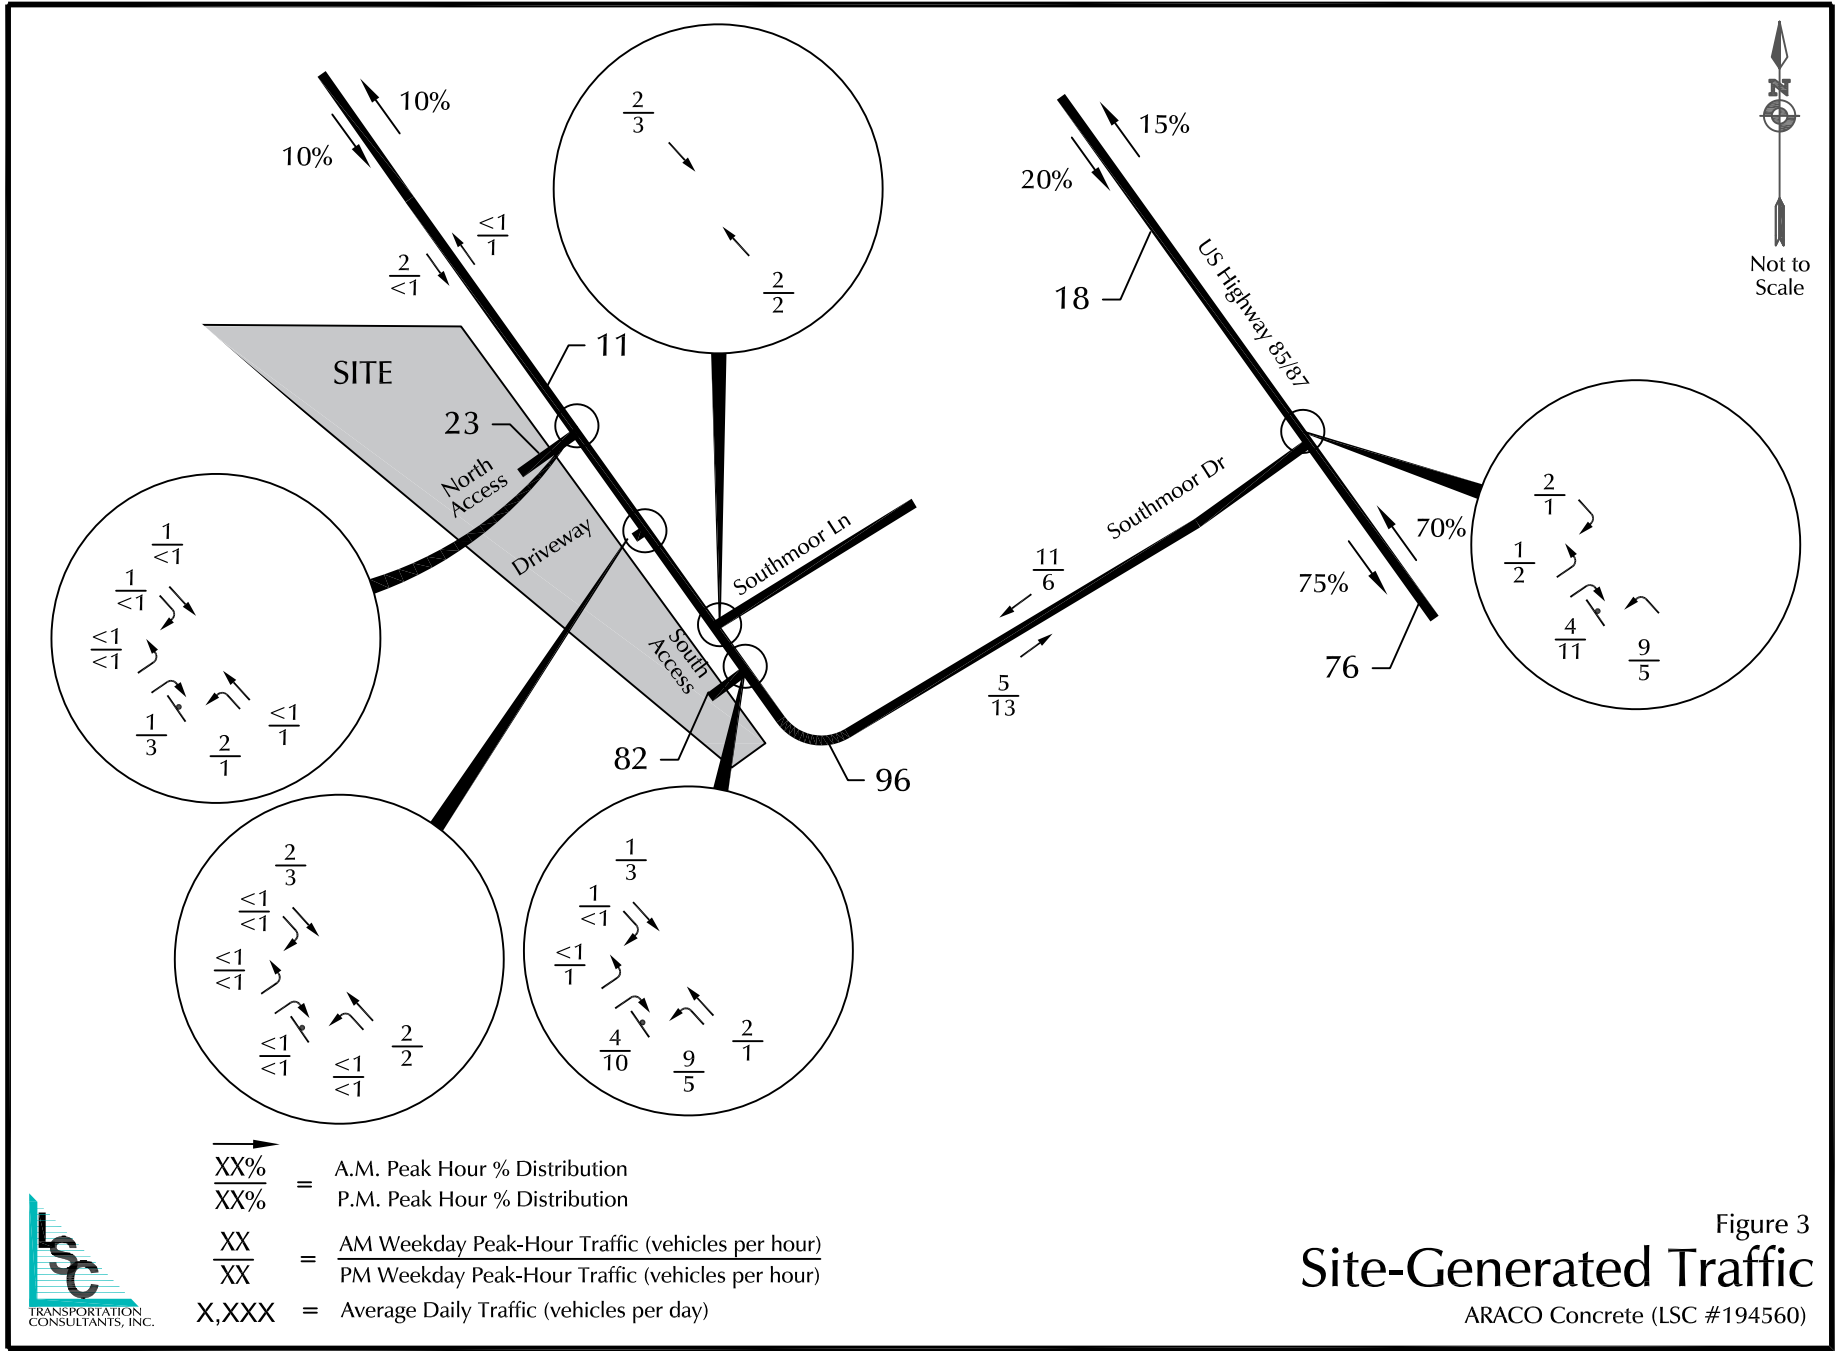 10%
10%
<1
1
2
<1
11
SITE
23
North
Access
Driveway
Southmoor Ln
South
Access
82
96
2
3
2
2
15%
20%
18
US Highway 85/87
Southmoor Dr
11
6
5
13
70%
75%
76
N
Not to
Scale
2
1
1
2
4
11
9
5
1
<1
1
<1
<1
<1
1
3
2
1
<1
1
2
3
<1
<1
<1
<1
<1
<1
<1
<1
2
2
1
3
1
<1
<1
1
4
10
9
5
2
1
XX%
XX%
=
A.M. Peak Hour % Distribution
P.M. Peak Hour % Distribution
XX
XX
=
AM Weekday Peak-Hour Traffic (vehicles per hour)
PM Weekday Peak-Hour Traffic (vehicles per hour)
X,XXX = Average Daily Traffic (vehicles per day)
LSC
TRANSPORTATION
CONSULTANTS, INC.
Figure 3
Site-Generated Traffic
ARACO Concrete (LSC #194560)